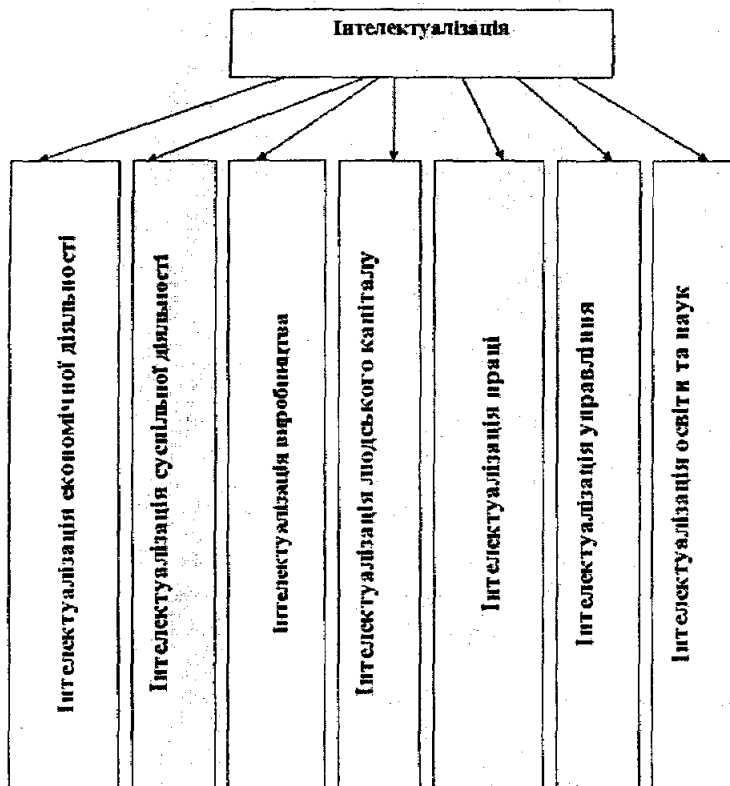 Інтелектуалізація
Інтелектуалізація економічної діяльності
Інтелектуалізація суспільної діяльності
Інтелектуалізація виробництва
Інтелектуалізація людського капіталу
Інтелектуалізація праці
Інтелектуалізація управління
Інтелектуалізація освіти та наук